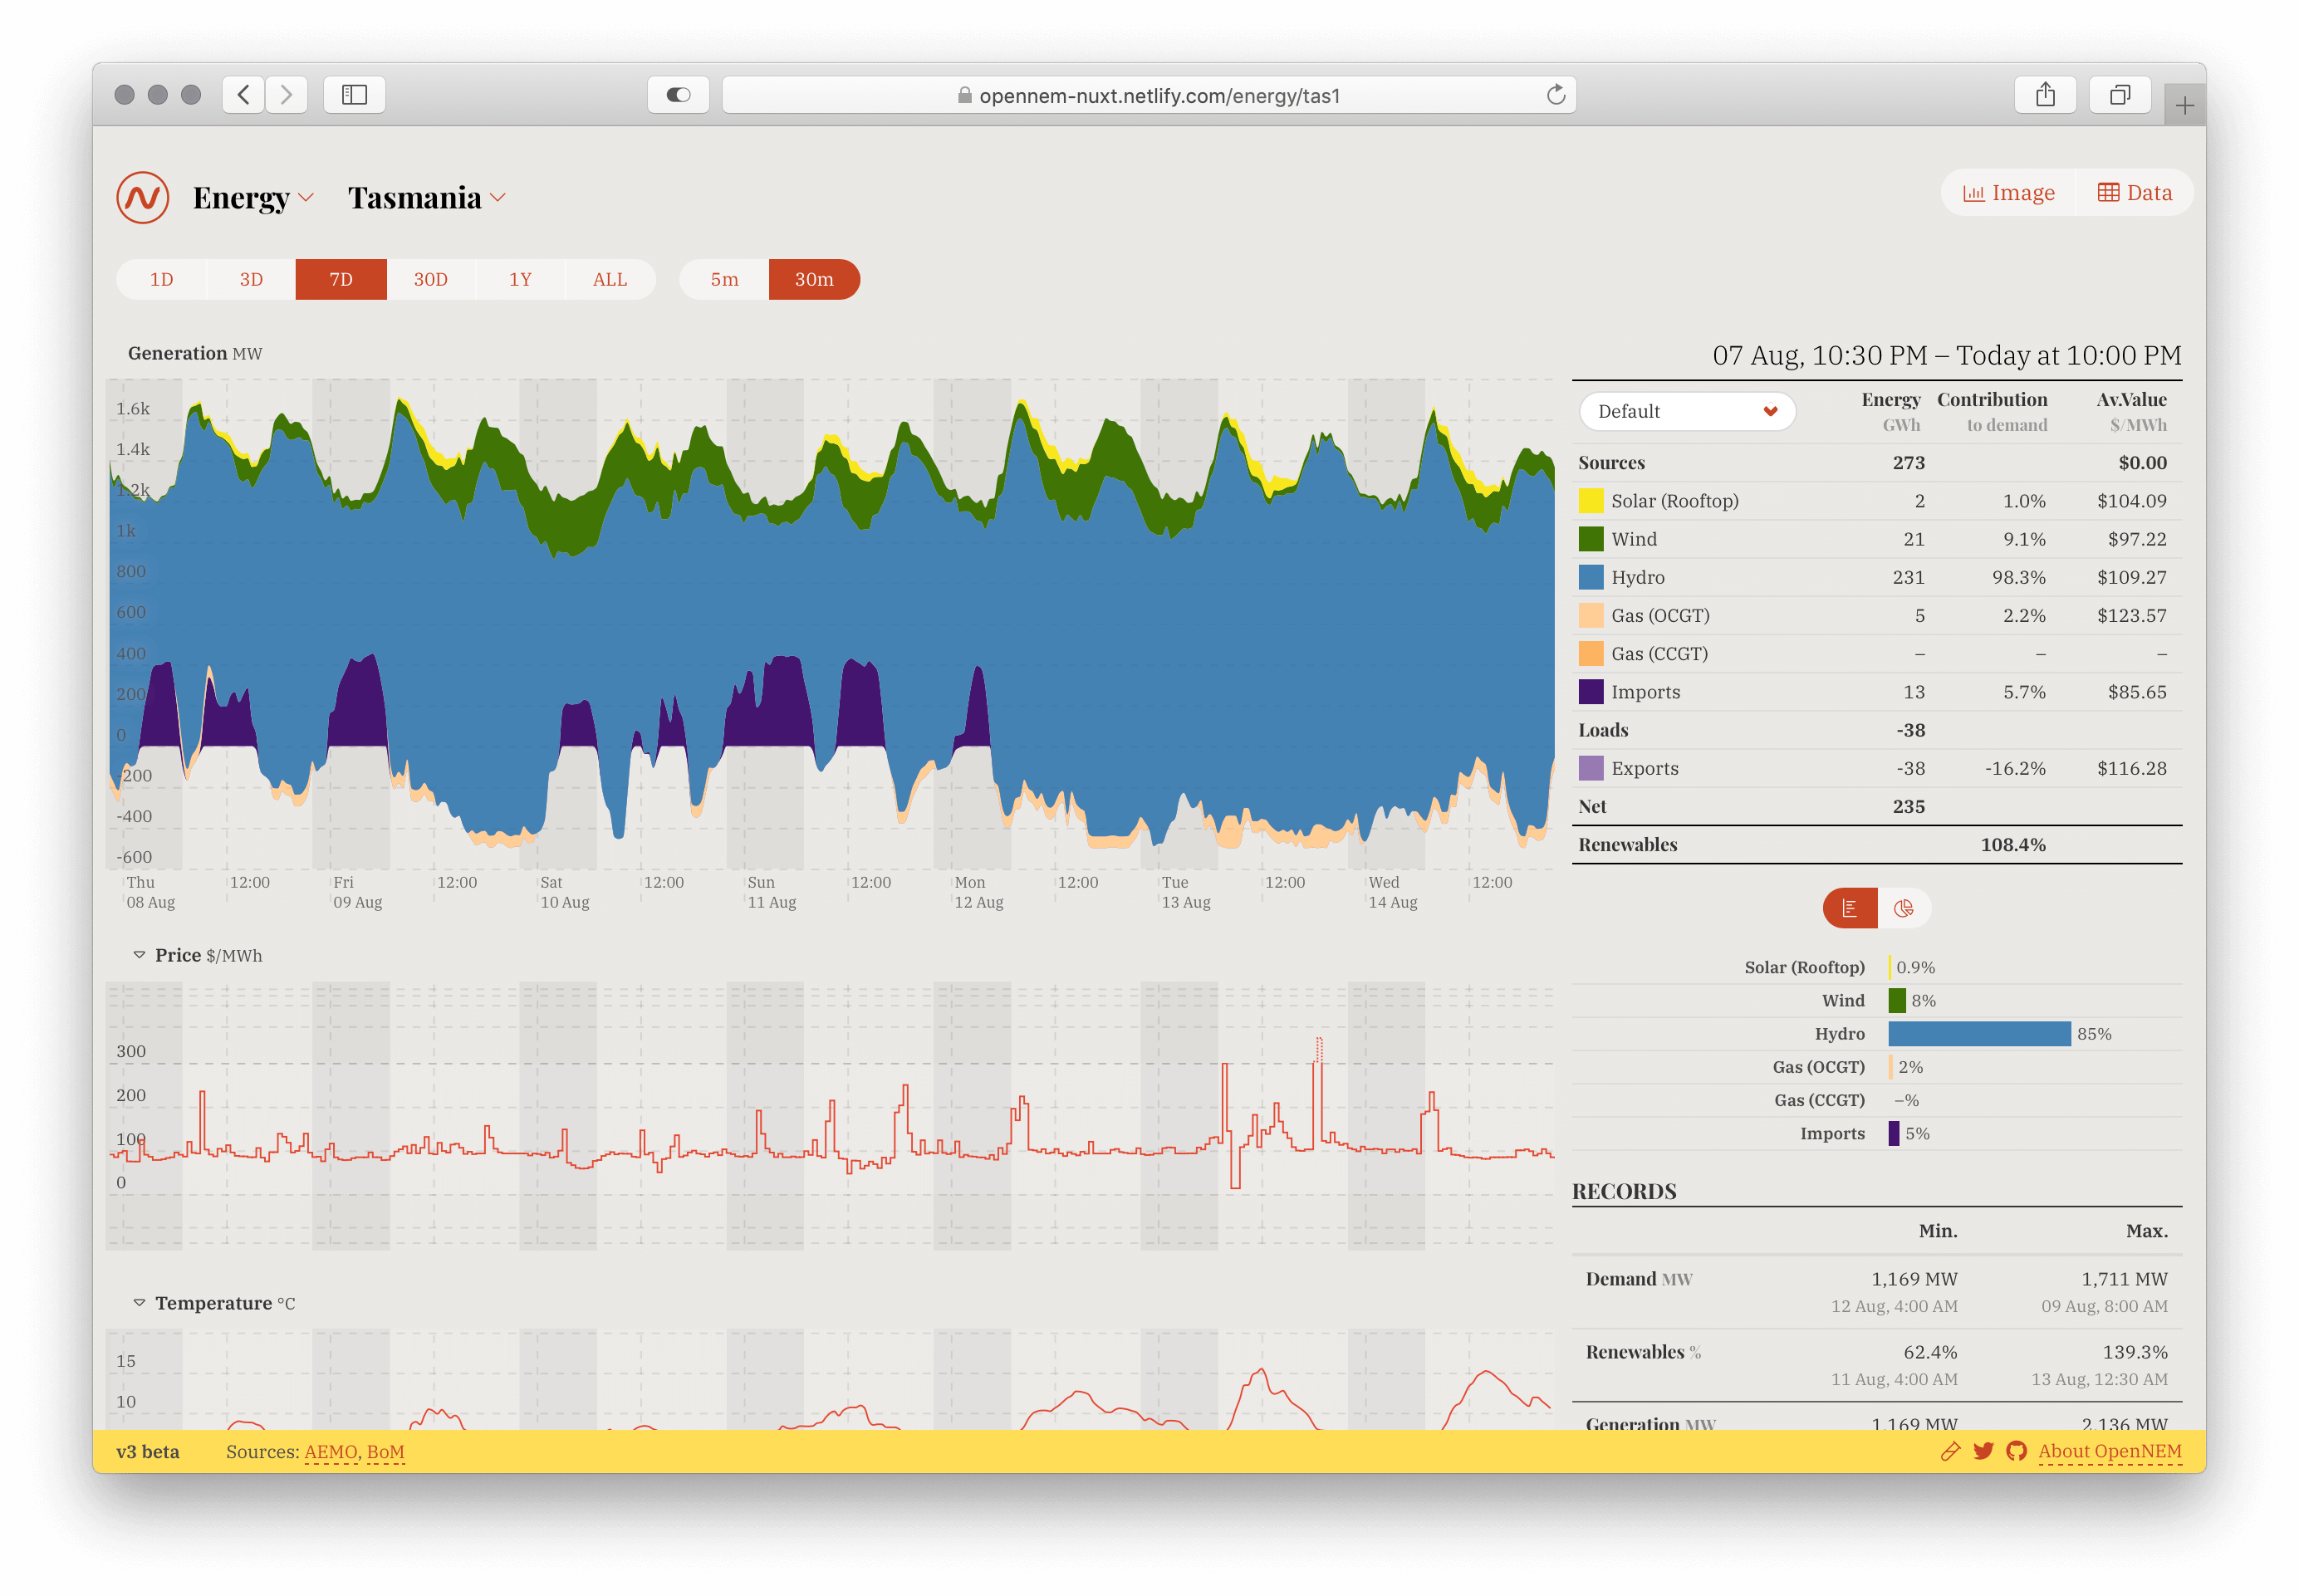 opennem-nuxt.netlify.com/energy/tas1
Energy Tasmania
Image Data
1D 3D 7D 30D 1Y ALL 5m 30m
Generation MW
1.6k
1.4k
1.2k
1k
800
600
400
200
0
-200
-400
-600
Thu 12:00 Fri 12:00 Sat 12:00 Sun 12:00 Mon 12:00 Tue 12:00 Wed 12:00
08 Aug 09 Aug 10 Aug 11 Aug 12 Aug 13 Aug 14 Aug
Price $/MWh
300
200
100
0
Temperature °C
15
10
07 Aug, 10:30 PM – Today at 10:00 PM
Default Energy Contribution Av.Value
GWh to demand $/MWh
Sources 273 $0.00
Solar (Rooftop) 2 1.0% $104.09
Wind 21 9.1% $97.22
Hydro 231 98.3% $109.27
Gas (OCGT) 5 2.2% $123.57
Gas (CCGT) – – –
Imports 13 5.7% $85.65
Loads -38
Exports -38 -16.2% $116.28
Net 235
Renewables 108.4%
Solar (Rooftop) 0.9%
Wind 8%
Hydro 85%
Gas (OCGT) 2%
Gas (CCGT) –%
Imports 5%
RECORDS
Min. Max.
Demand MW 1,169 MW 1,711 MW
12 Aug, 4:00 AM 09 Aug, 8:00 AM
Renewables % 62.4% 139.3%
11 Aug, 4:00 AM 13 Aug, 12:30 AM
Generation MW 1,169 MW 2,136 MW
v3 beta Sources: AEMO, BoM About OpenNEM